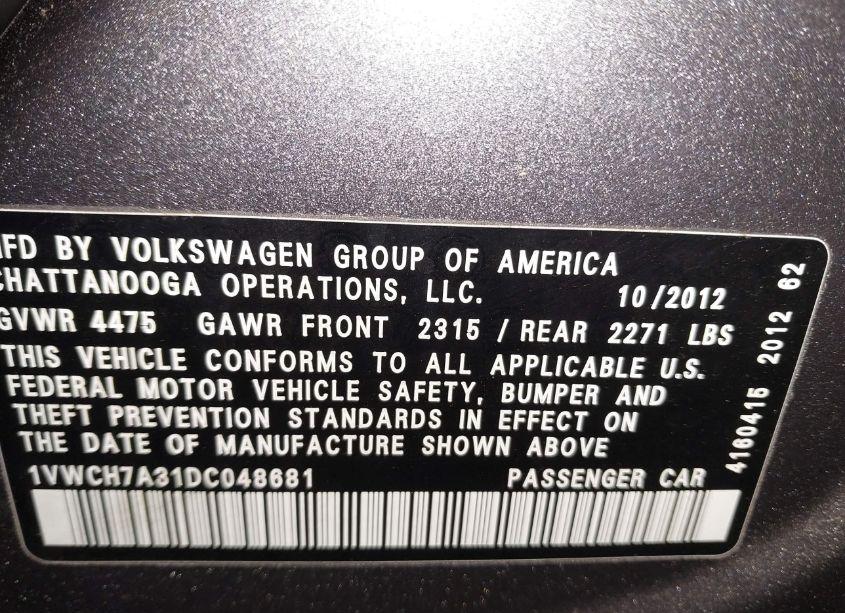 MFD BY VOLKSWAGEN GROUP OF AMERICA
CHATTANOOGA OPERATIONS, LLC. 10/2012
GVWR 4475 GAWR FRONT 2315 / REAR 2271 LBS
THIS VEHICLE CONFORMS TO ALL APPLICABLE U.S.
FEDERAL MOTOR VEHICLE SAFETY, BUMPER AND
THEFT PREVENTION STANDARDS IN EFFECT ON
THE DATE OF MANUFACTURE SHOWN ABOVE
1VWCH7A31DC048681 PASSENGER CAR
4160415 2012 62